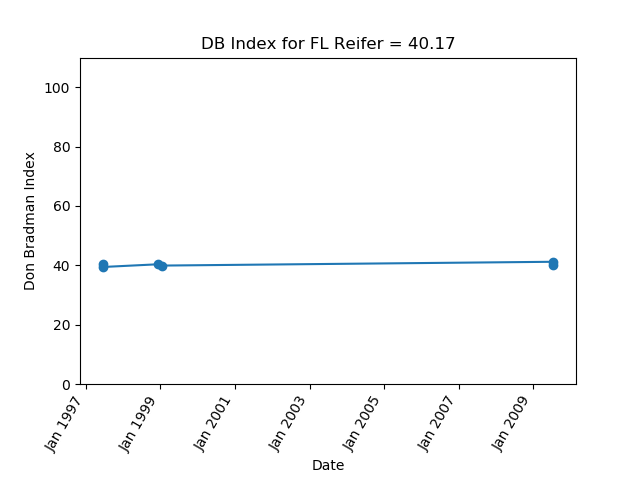 DB Index for FL Reifer = 40.17
100
80
60
40
20
0
Don Bradman Index
Jan 1997
Jan 1999
Jan 2001
Jan 2003
Jan 2005
Jan 2007
Jan 2009
Date